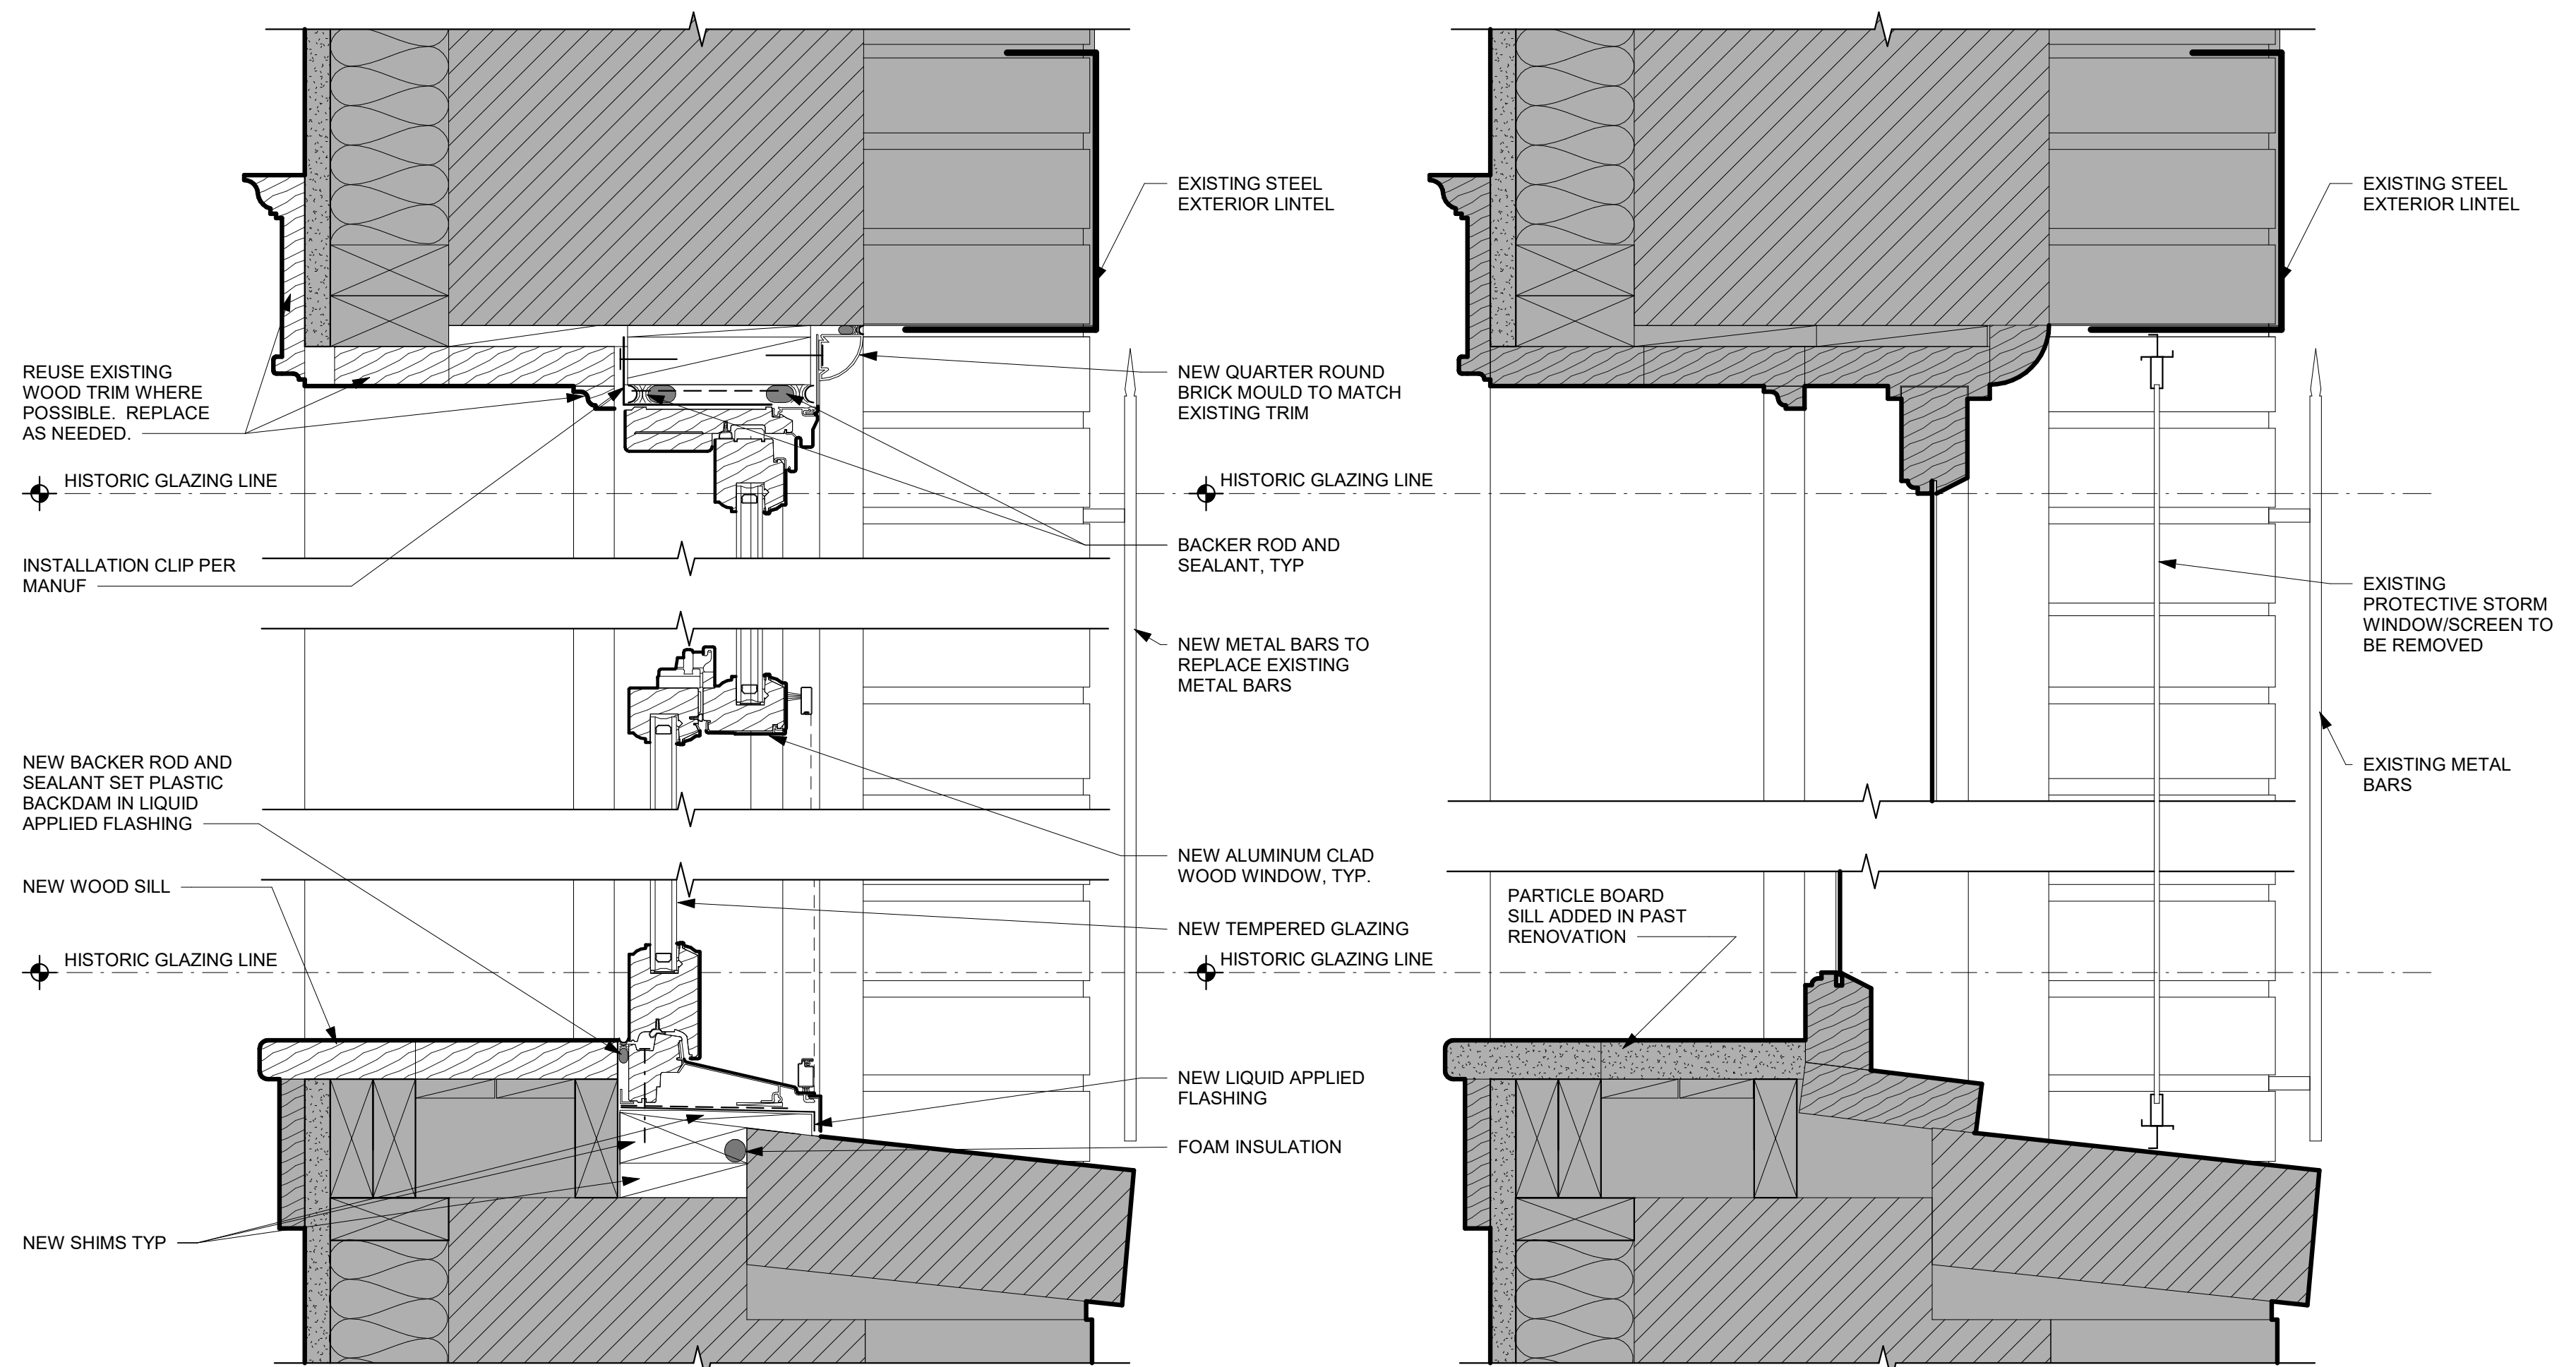 EXISTING STEEL
EXTERIOR LINTEL
EXISTING STEEL
EXTERIOR LINTEL
REUSE EXISTING
WOOD TRIM WHERE
POSSIBLE. REPLACE
AS NEEDED.
NEW QUARTER ROUND
BRICK MOULD TO MATCH
EXISTING TRIM
HISTORIC GLAZING LINE
HISTORIC GLAZING LINE
INSTALLATION CLIP PER
MANUF
BACKER ROD AND
SEALANT, TYP
EXISTING
PROTECTIVE STORM
WINDOW/SCREEN TO
BE REMOVED
NEW METAL BARS TO
REPLACE EXISTING
METAL BARS
NEW BACKER ROD AND
SEALANT SET PLASTIC
BACKDAM IN LIQUID
APPLIED FLASHING
EXISTING METAL
BARS
NEW WOOD SILL
NEW ALUMINUM CLAD
WOOD WINDOW, TYP.
PARTICLE BOARD
SILL ADDED IN PAST
RENOVATION
NEW TEMPERED GLAZING
HISTORIC GLAZING LINE
HISTORIC GLAZING LINE
NEW LIQUID APPLIED
FLASHING
FOAM INSULATION
NEW SHIMS TYP